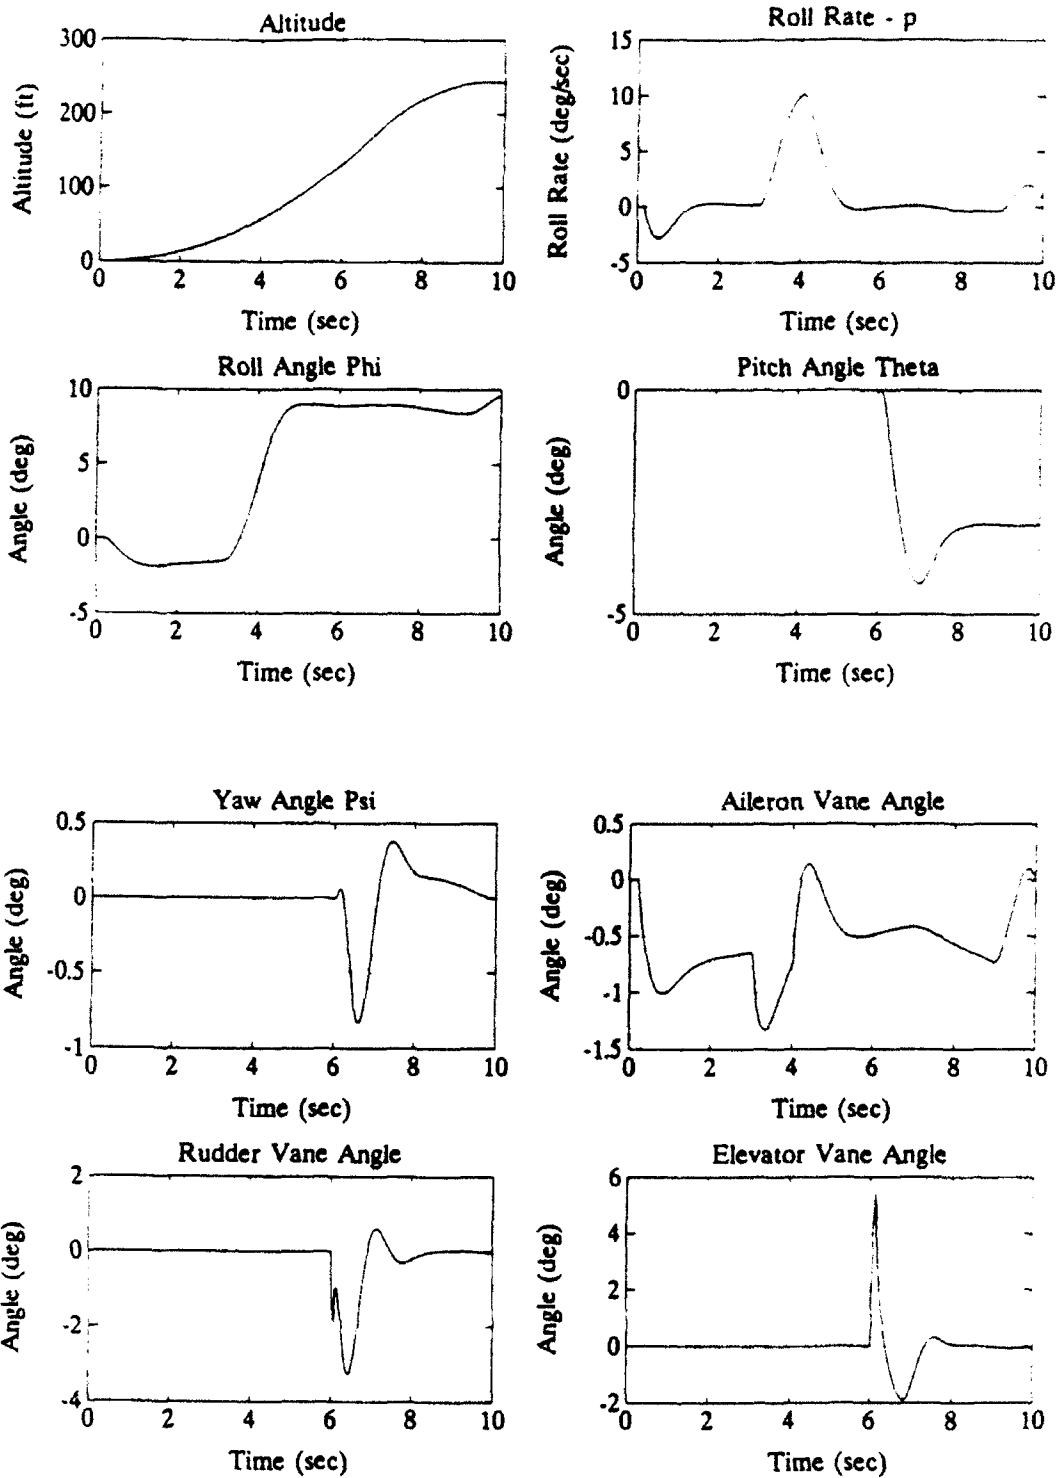 Altitude
300
200
100
0
Altitude (ft)
0 2 4 6 8 10
Time (sec)
Roll Rate - p
15
10
5
0
-5
Roll Rate (deg/sec)
0 2 4 6 8 10
Time (sec)
Roll Angle Phi
10
5
0
-5
Angle (deg)
0 2 4 6 8 10
Time (sec)
Pitch Angle Theta
0
-5
Angle (deg)
0 2 4 6 8 10
Time (sec)
Yaw Angle Psi
0.5
0
-0.5
-1
Angle (deg)
0 2 4 6 8 10
Time (sec)
Aileron Vane Angle
0.5
0
-0.5
-1
-1.5
Angle (deg)
0 2 4 6 8 10
Time (sec)
Rudder Vane Angle
2
0
-2
-4
Angle (deg)
0 2 4 6 8 10
Time (sec)
Elevator Vane Angle
6
4
2
0
-2
Angle (deg)
0 2 4 6 8 10
Time (sec)